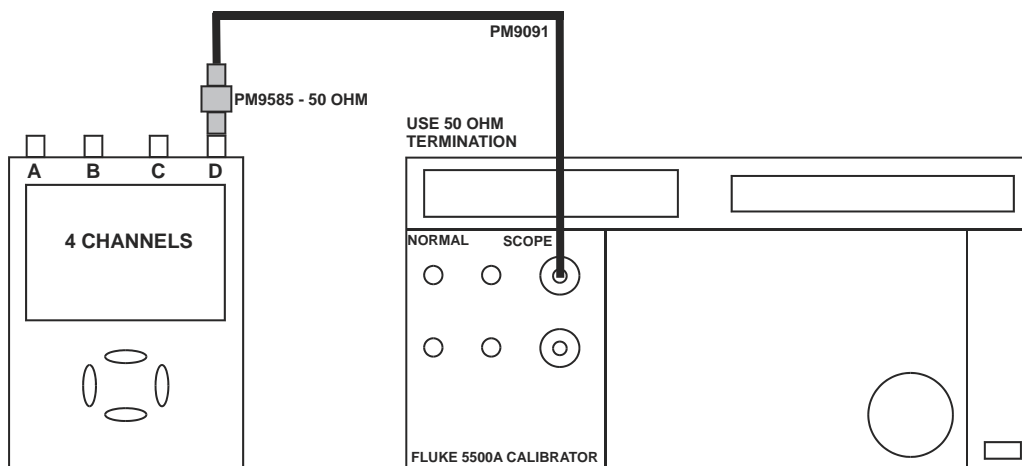 PM9091
PM9585 - 50 OHM
USE 50 OHM
TERMINATION
A B C D
4 CHANNELS
NORMAL SCOPE
FLUKE 5500A CALIBRATOR